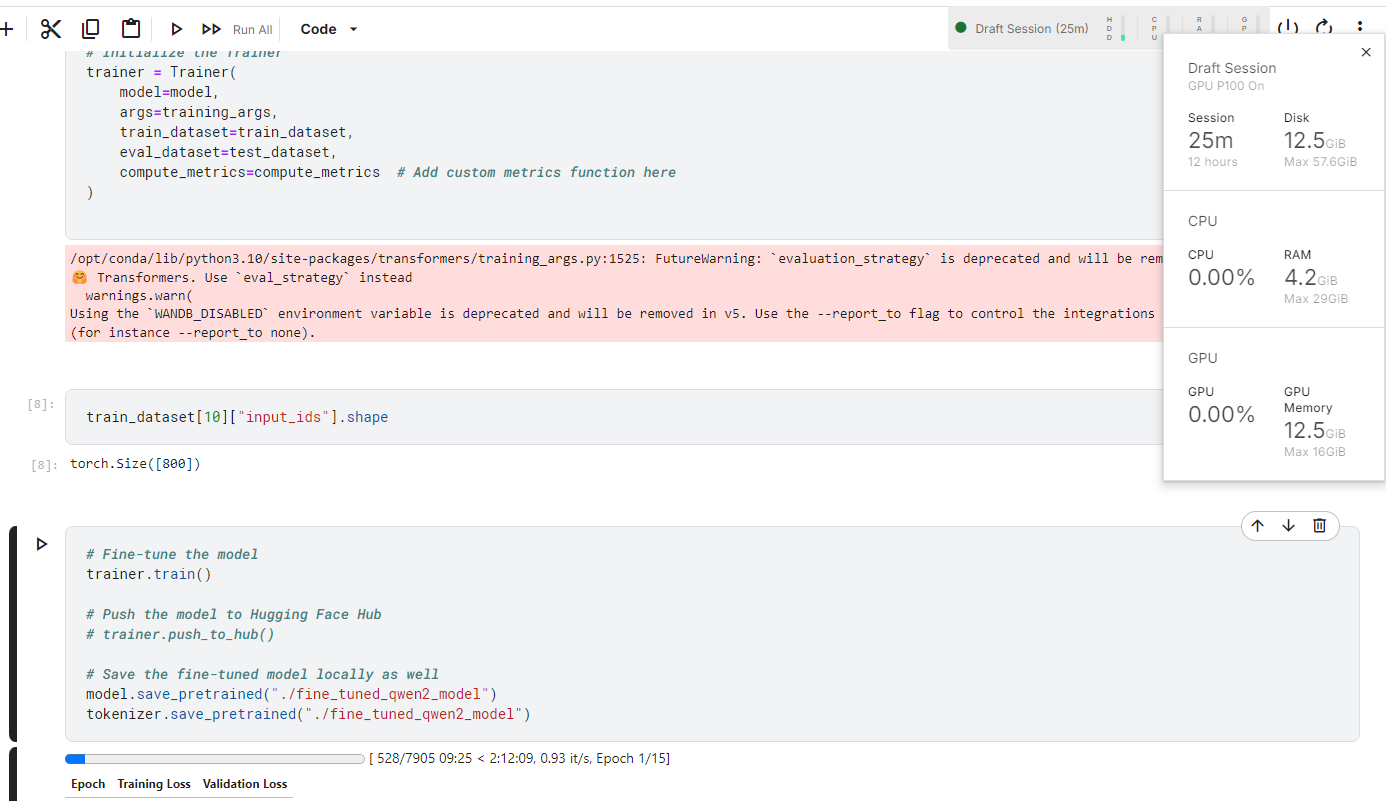 Run All
Code
Draft Session (25m)
HDD
CPU
RA
GP
# Initialize the Trainer
trainer = Trainer(
model=model,
args=training_args,
train_dataset=train_dataset,
eval_dataset=test_dataset,
compute_metrics=compute_metrics  # Add custom metrics function here
)
/opt/conda/lib/python3.10/site-packages/transformers/training_args.py:1525: FutureWarning: `evaluation_strategy` is deprecated and will be rem
🤗 Transformers. Use `eval_strategy` instead
warnings.warn(
Using the `WANDB_DISABLED` environment variable is deprecated and will be removed in v5. Use the --report_to flag to control the integrations
(for instance --report_to none).
[8]:
train_dataset[10]["input_ids"].shape
[8]:
torch.Size([800])
# Fine-tune the model
trainer.train()
# Push the model to Hugging Face Hub
# trainer.push_to_hub()
# Save the fine-tuned model locally as well
model.save_pretrained("./fine_tuned_qwen2_model")
tokenizer.save_pretrained("./fine_tuned_qwen2_model")
[ 528/7905 09:25 < 2:12:09, 0.93 it/s, Epoch 1/15]
Epoch Training Loss Validation Loss
Draft Session
GPU P100 On
Session
25m
12 hours
Disk
12.5GiB
Max 57.6GiB
CPU
CPU
0.00%
RAM
4.2GiB
Max 29GiB
GPU
GPU
0.00%
GPU
Memory
12.5GiB
Max 16GiB